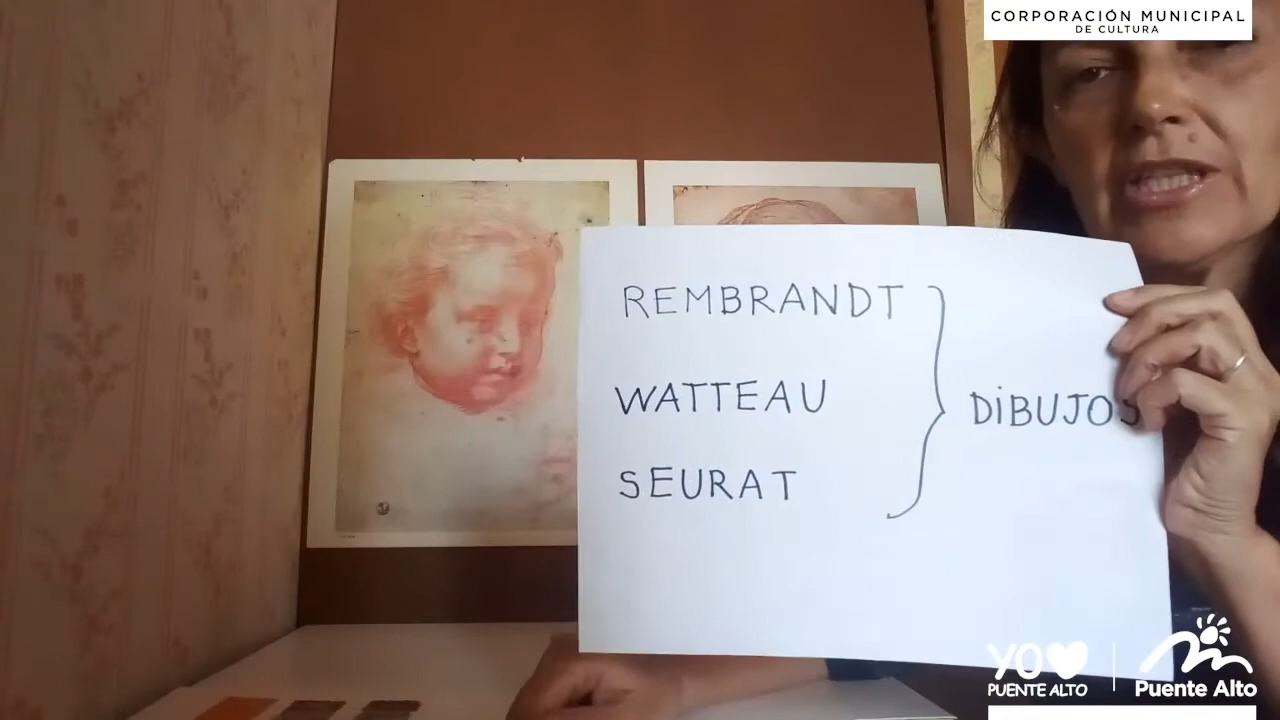 CORPORACIÓN MUNICIPAL
DE CULTURA
REMBRANDT
WATTEAU
SEURAT
DIBUJOS
YO
PUENTE ALTO
Puente Alto